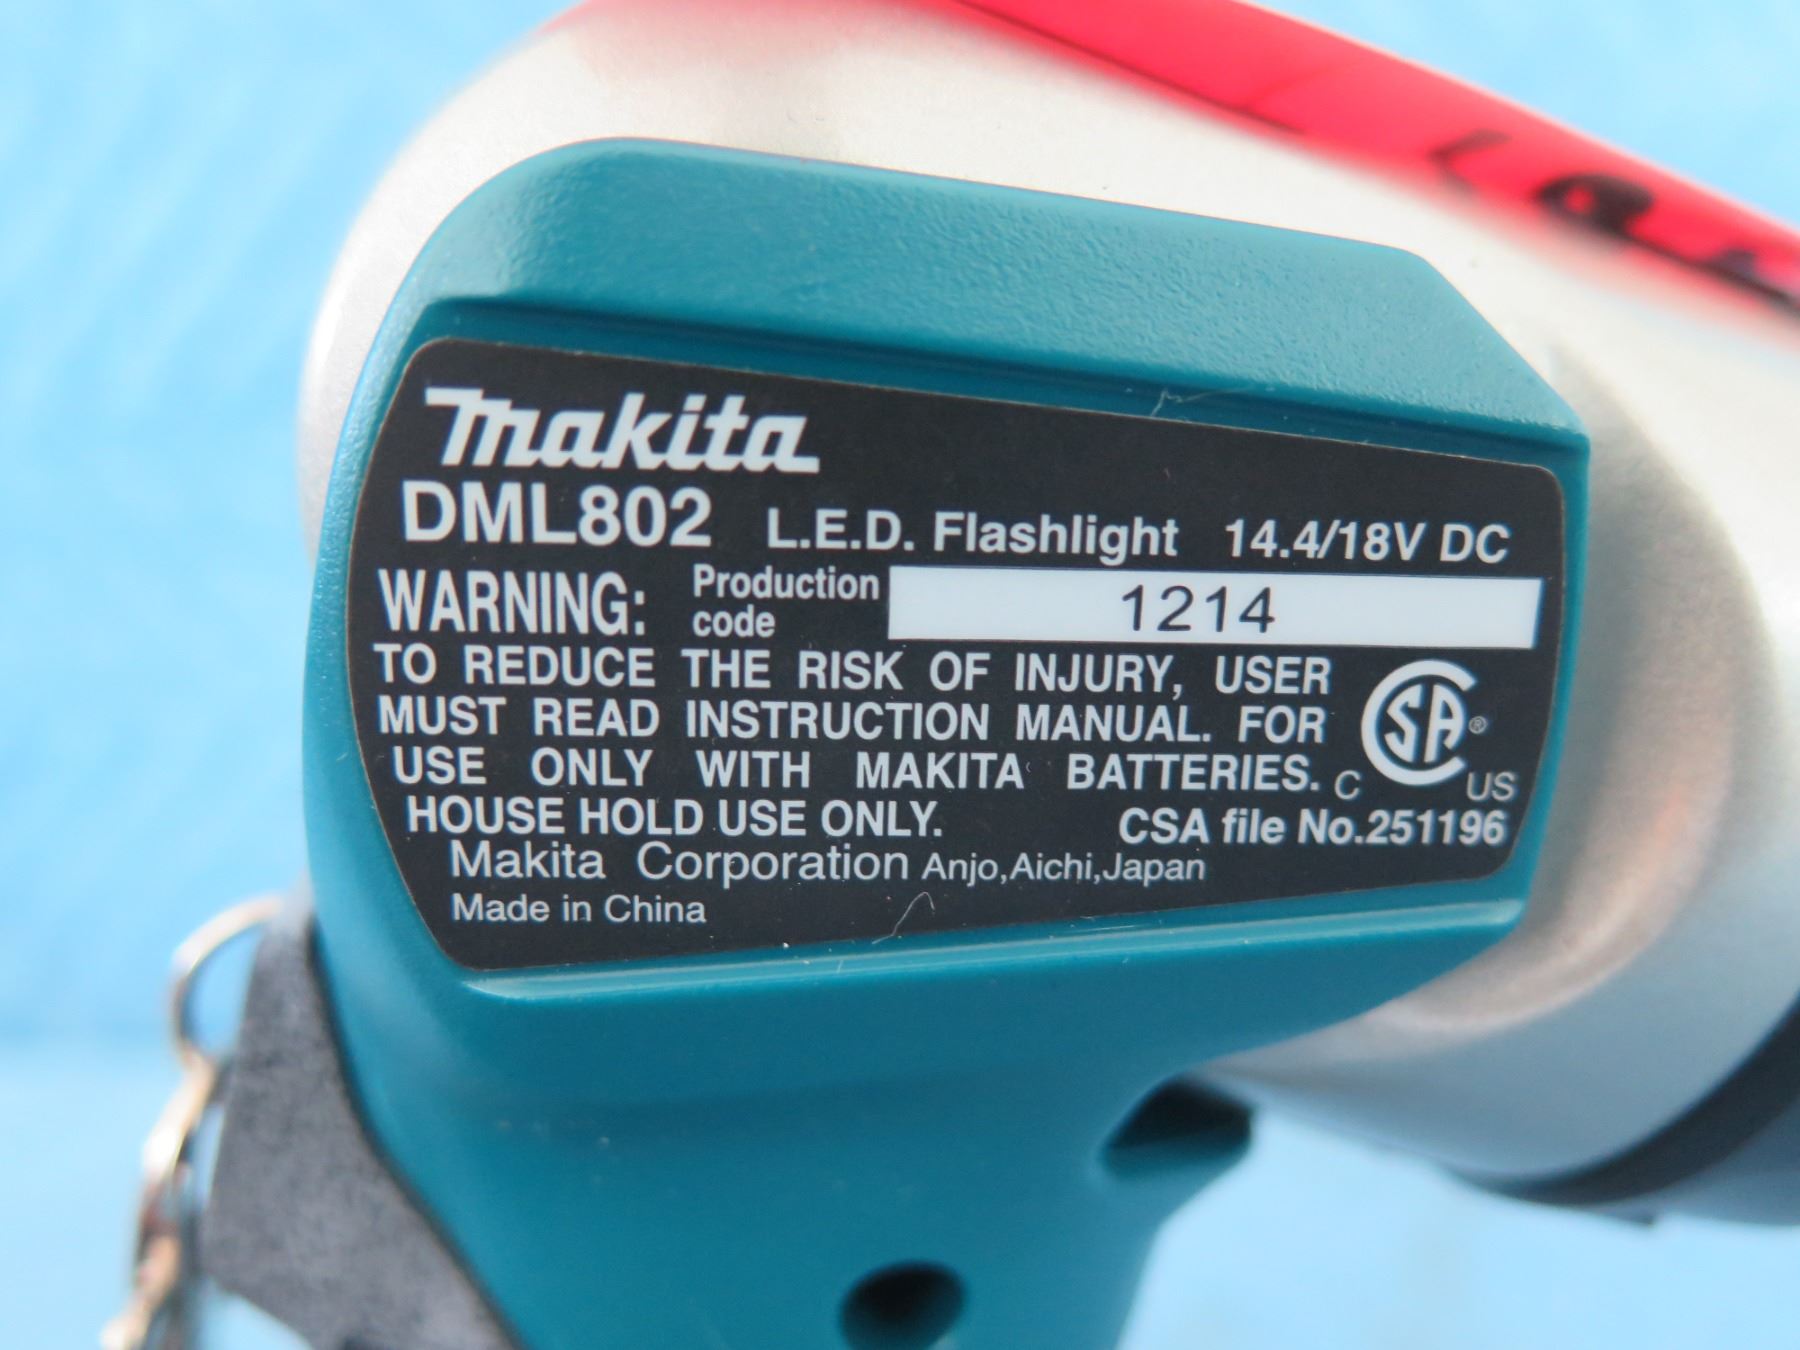 makita
DML802 L.E.D. Flashlight 14.4/18V DC
WARNING: Production code 1214
TO REDUCE THE RISK OF INJURY, USER
MUST READ INSTRUCTION MANUAL. FOR
USE ONLY WITH MAKITA BATTERIES.
HOUSE HOLD USE ONLY.
C SA ® US
CSA file No.251196
Makita Corporation Anjo,Aichi,Japan
Made in China